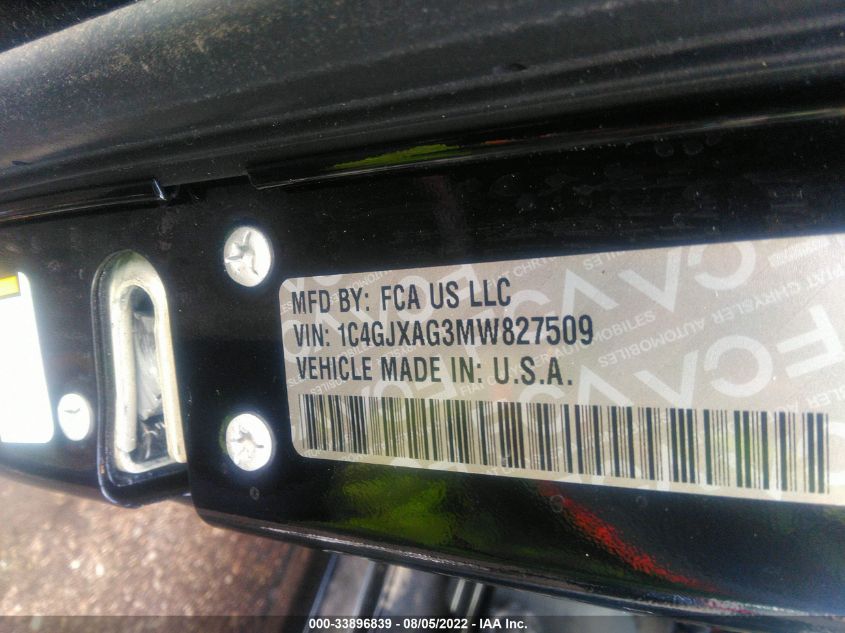 MFD BY: FCA US LLC
VIN: 1C4GJXAG3MW827509
VEHICLE MADE IN: U.S.A.
000-33896839 - 08/05/2022 - IAA Inc.